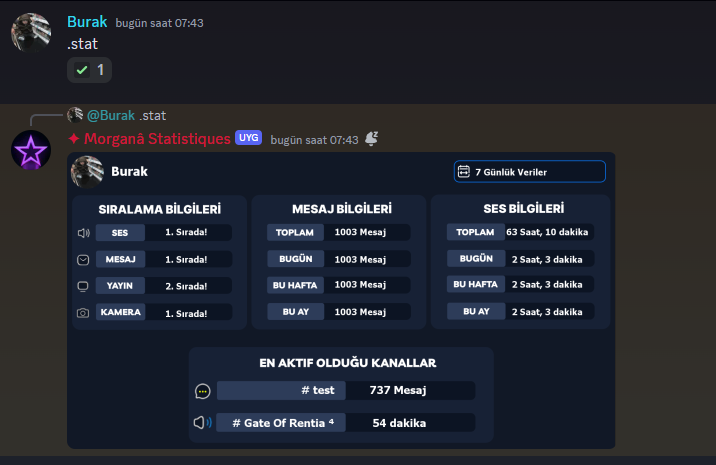 Burak bugün saat 07:43
.stat
1
@Burak .stat
✦ Morganâ Statistiques UYG bugün saat 07:43
Burak 7 Günlük Veriler
SIRALAMA BİLGİLERİ
SES 1. Sırada!
MESAJ 1. Sırada!
YAYIN 2. Sırada!
KAMERA 1. Sırada!
MESAJ BİLGİLERİ
TOPLAM 1003 Mesaj
BUGÜN 1003 Mesaj
BU HAFTA 1003 Mesaj
BU AY 1003 Mesaj
SES BİLGİLERİ
TOPLAM 63 Saat, 10 dakika
BUGÜN 2 Saat, 3 dakika
BU HAFTA 2 Saat, 3 dakika
BU AY 2 Saat, 3 dakika
EN AKTIF OLDUĞU KANALLAR
# test 737 Mesaj
# Gate Of Rentia ⁴ 54 dakika